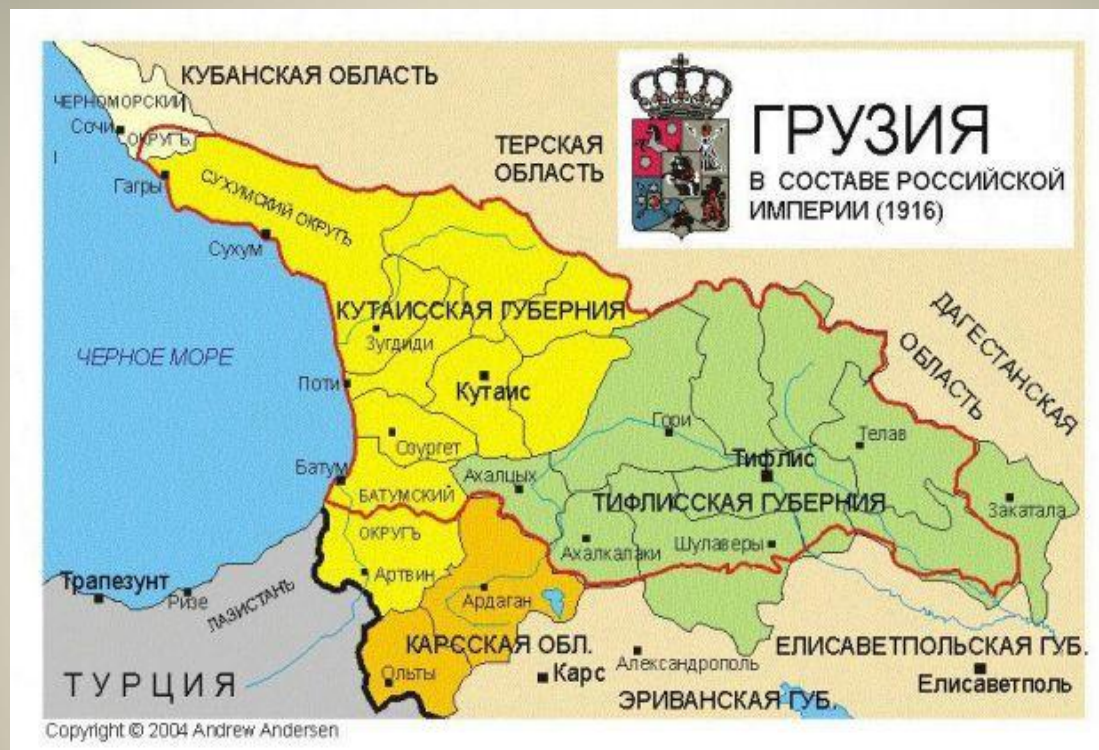 ГРУЗИЯ
В СОСТАВЕ РОССИЙСКОЙ
ИМПЕРИИ (1916)
КУБАНСКАЯ ОБЛАСТЬ
ЧЕРНОМОРСКИЙ
ОКРУГЪ
Сочи
ТЕРСКАЯ
ОБЛАСТЬ
Гагры
СУХУМСКИЙ ОКРУГЪ
Сухум
ДАГЕСТАНСКАЯ
ОБЛАСТЬ
КУТАИССКАЯ ГУБЕРНИЯ
Зугдиди
ЧЕРНОЕ МОРЕ
Поти
Кутаис
Гори
Озургет
Телав
Тифлис
Батум
Ахалцых
БАТУМСКИЙ
ОКРУГЪ
ТИФЛИССКАЯ ГУБЕРНИЯ
Закатала
Ахалкалаки
Шулаверы
Артвин
Трапезунт
Ризе
ЛАЗИСТАНЪ
Ардаган
КАРССКАЯ ОБЛ.
ЕЛИСАВЕТПОЛЬСКАЯ ГУБ.
Александрополь
Ольты
Карс
Елисаветполь
ТУРЦИЯ
ЭРИВАНСКАЯ ГУБ.
Copyright © 2004 Andrew Andersen